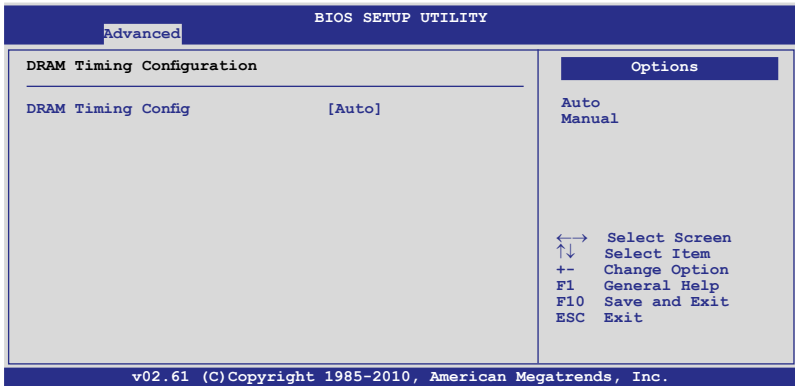 BIOS SETUP UTILITY
Advanced
DRAM Timing Configuration
DRAM Timing Config [Auto]
Options
Auto
Manual
←→ Select Screen
↑↓ Select Item
+- Change Option
F1 General Help
F10 Save and Exit
ESC Exit
v02.61 (C)Copyright 1985-2010, American Megatrends, Inc.